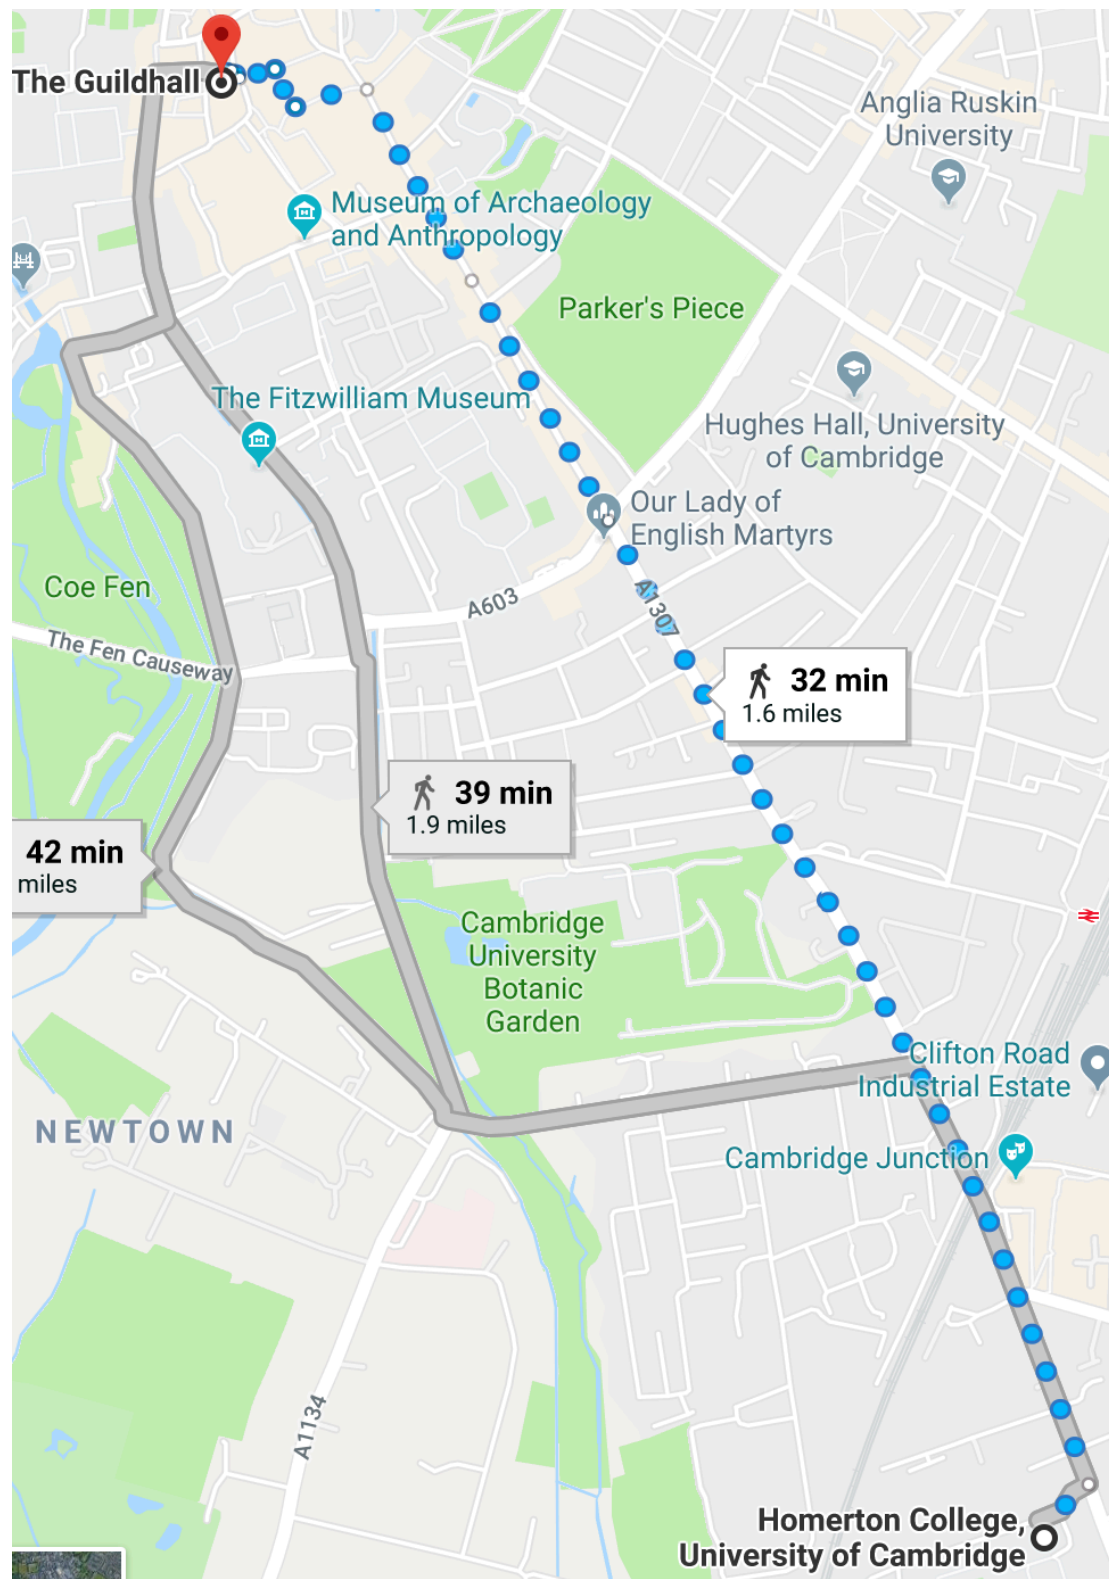 The Guildhall
Anglia Ruskin
University
Museum of Archaeology
and Anthropology
Parker's Piece
The Fitzwilliam Museum
Hughes Hall, University
of Cambridge
Our Lady of
English Martyrs
Coe Fen
A603
A1307
The Fen Causeway
32 min
1.6 miles
39 min
1.9 miles
42 min
miles
Cambridge
University
Botanic
Garden
Clifton Road
Industrial Estate
NEWTOWN
Cambridge Junction
A1134
Homerton College,
University of Cambridge